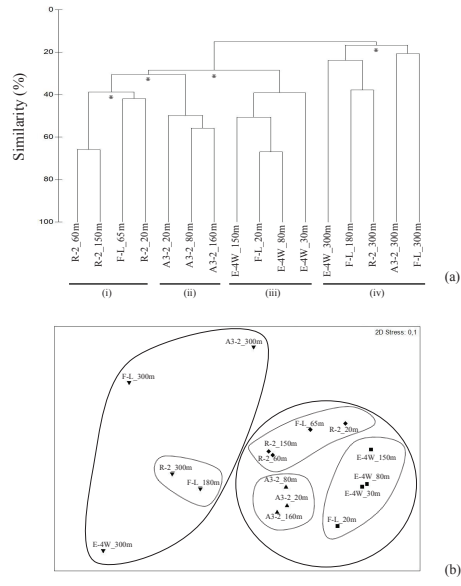 0
20
40
60
80
100
Similarity (%)
*
*
*
*
*
R-2_60m
R-2_150m
F-L_65m
R-2_20m
A3-2_20m
A3-2_80m
A3-2_160m
E-4W_150m
F-L_20m
E-4W_80m
E-4W_30m
E-4W_300m
F-L_180m
R-2_300m
A3-2_300m
F-L_300m
(i)
(ii)
(iii)
(iv)
(a)
2D Stress: 0,1
A3-2_300m
F-L_300m
F-L_65m
R-2_20m
R-2_150m
R-2_60m
E-4W_150m
R-2_300m
F-L_180m
A3-2_80m
E-4W_80m
E-4W_30m
A3-2_20m
A3-2_160m
F-L_20m
E-4W_300m
(b)